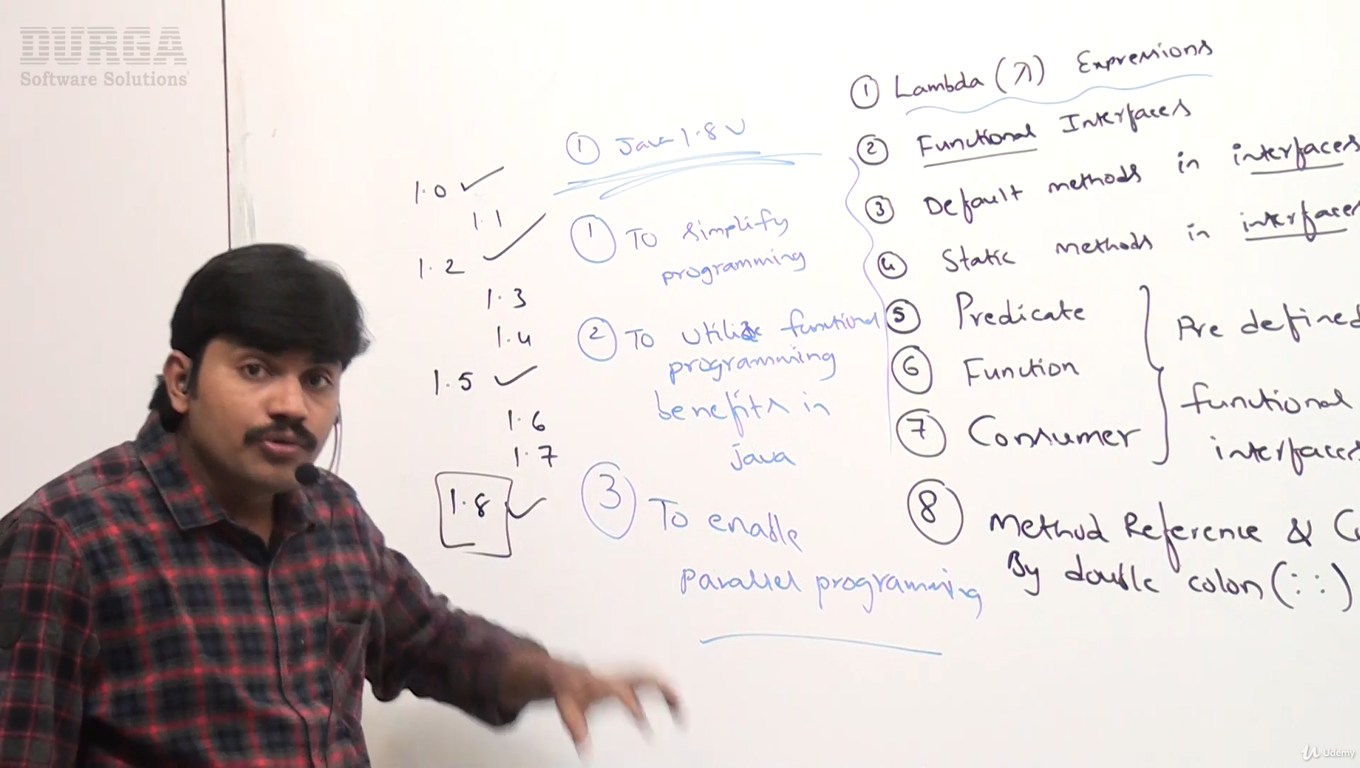 DURGA
Software Solutions
1.0
1.1
1.2
1.3
1.4
1.5
1.6
1.7
1.8
① Java 1.8 V
① To simplify
programming
② To utilize functional
programming
benefits in
java
③ To enable
Parallel programming
① Lambda (λ) Expressions
② Functional Interfaces
③ Default methods in interfaces
④ Static methods in interfaces
⑤ Predicate
⑥ Function
⑦ Consumer
Pre defined
functional
interfaces
⑧ Method Reference & Co
By double colon (::)
Udemy